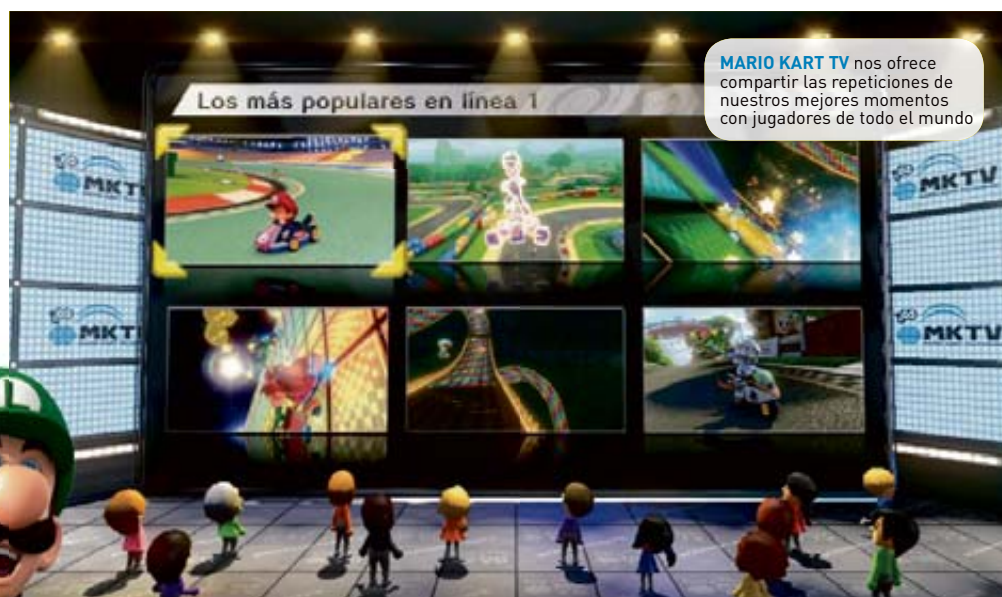 MARIO KART TV nos ofrece
compartir las repeticiones de
nuestros mejores momentos
con jugadores de todo el mundo
Los más populares en línea 1
MKTV
MKTV
MKTV
MKTV
L